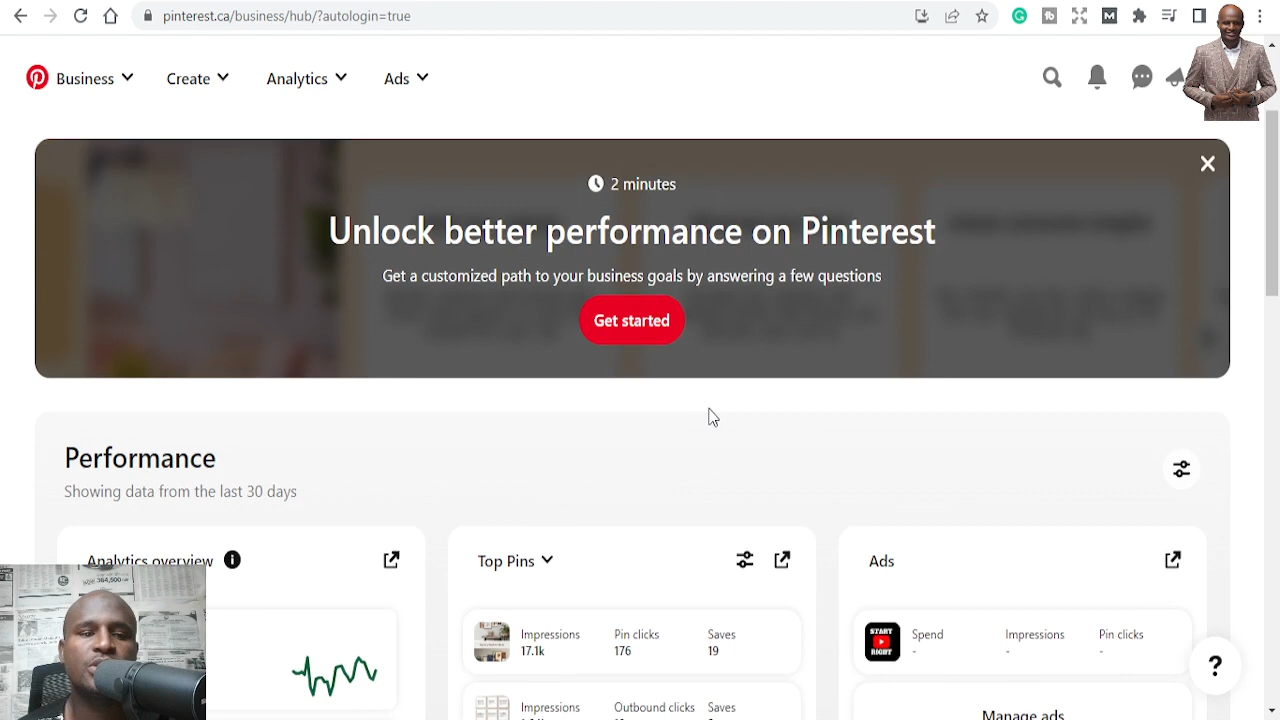 pinterest.ca/business/hub/?autologin=true
Business Create Analytics Ads
2 minutes
Unlock better performance on Pinterest
Get a customized path to your business goals by answering a few questions
Get started
Performance
Showing data from the last 30 days
Analytics overview
Top Pins
Ads
Impressions Pin clicks Saves
17.1k 176 19
START
RIGHT
Spend Impressions Pin clicks
- - -
?
Impressions Outbound clicks Saves
Manage ads